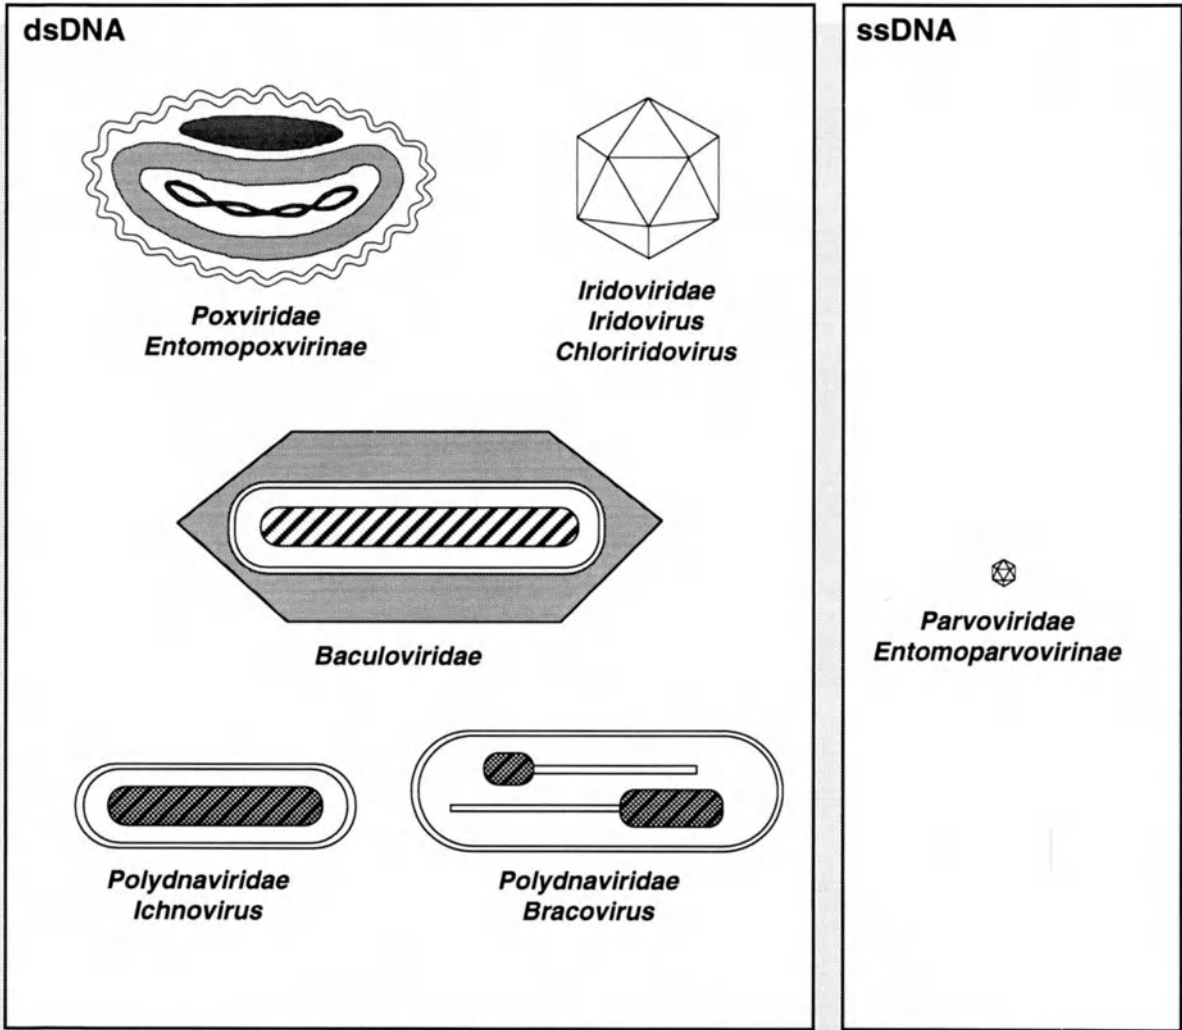 dsDNA
Poxviridae
Entomopoxvirinae
Iridoviridae
Iridovirus
Chloriridovirus
Baculoviridae
Polydnaviridae
Ichnovirus
Polydnaviridae
Bracovirus
ssDNA
Parvoviridae
Entomoparvovirinae